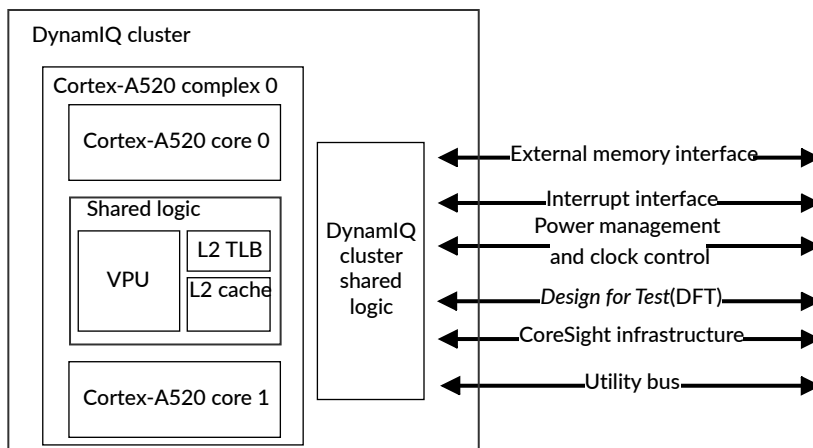 DynamIQ cluster
Cortex-A520 complex 0
Cortex-A520 core 0
Shared logic
VPU
L2 TLB
L2 cache
Cortex-A520 core 1
DynamIQ
cluster
shared
logic
External memory interface
Interrupt interface
Power management
and clock control
Design for Test(DFT)
CoreSight infrastructure
Utility bus